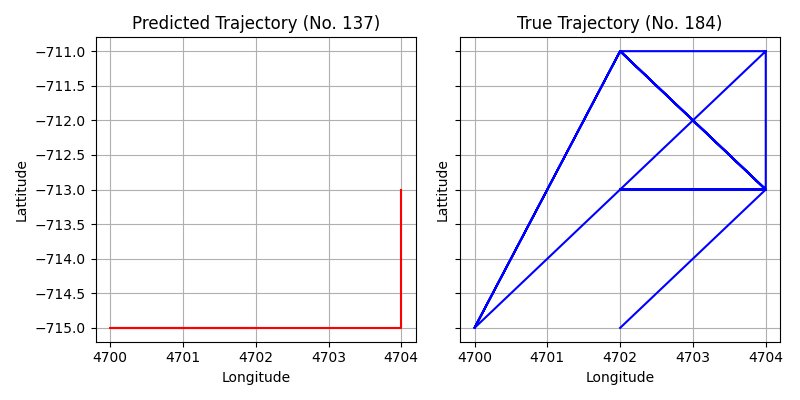 Predicted Trajectory (No. 137)
True Trajectory (No. 184)
Lattitude
−711.0
−711.5
−712.0
−712.5
−713.0
−713.5
−714.0
−714.5
−715.0
4700 4701 4702 4703 4704
Longitude
Lattitude
4700 4701 4702 4703 4704
Longitude